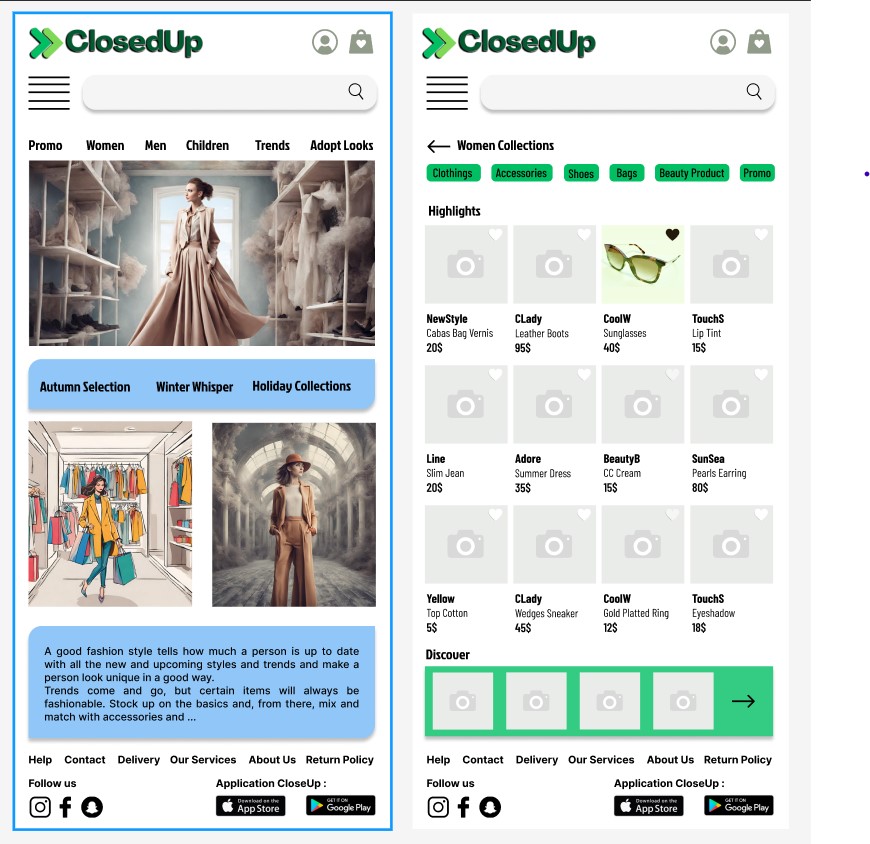 ClosedUp
Promo Women Men Children Trends Adopt Looks
Autumn Selection Winter Whisper Holiday Collections
A good fashion style tells how much a person is up to date
with all the new and upcoming styles and trends and make a
person look unique in a good way.
Trends come and go, but certain items will always be
fashionable. Stock up on the basics and, from there, mix and
match with accessories and ...
Help Contact Delivery Our Services About Us Return Policy
Follow us Application CloseUp :
Download on the
App Store
GET IT ON
Google Play
ClosedUp
Women Collections
Clothings Accessories Shoes Bags Beauty Product Promo
Highlights
NewStyle CLady CoolW TouchS
Cabas Bag Vernis Leather Boots Sunglasses Lip Tint
20$ 95$ 40$ 15$
Line Adore BeautyB SunSea
Slim Jean Summer Dress CC Cream Pearls Earring
20$ 35$ 15$ 80$
Yellow CLady CoolW TouchS
Top Cotton Wedges Sneaker Gold Platted Ring Eyeshadow
5$ 45$ 12$ 18$
Discover
Help Contact Delivery Our Services About Us Return Policy
Follow us Application CloseUp :
Download on the
App Store
GET IT ON
Google Play